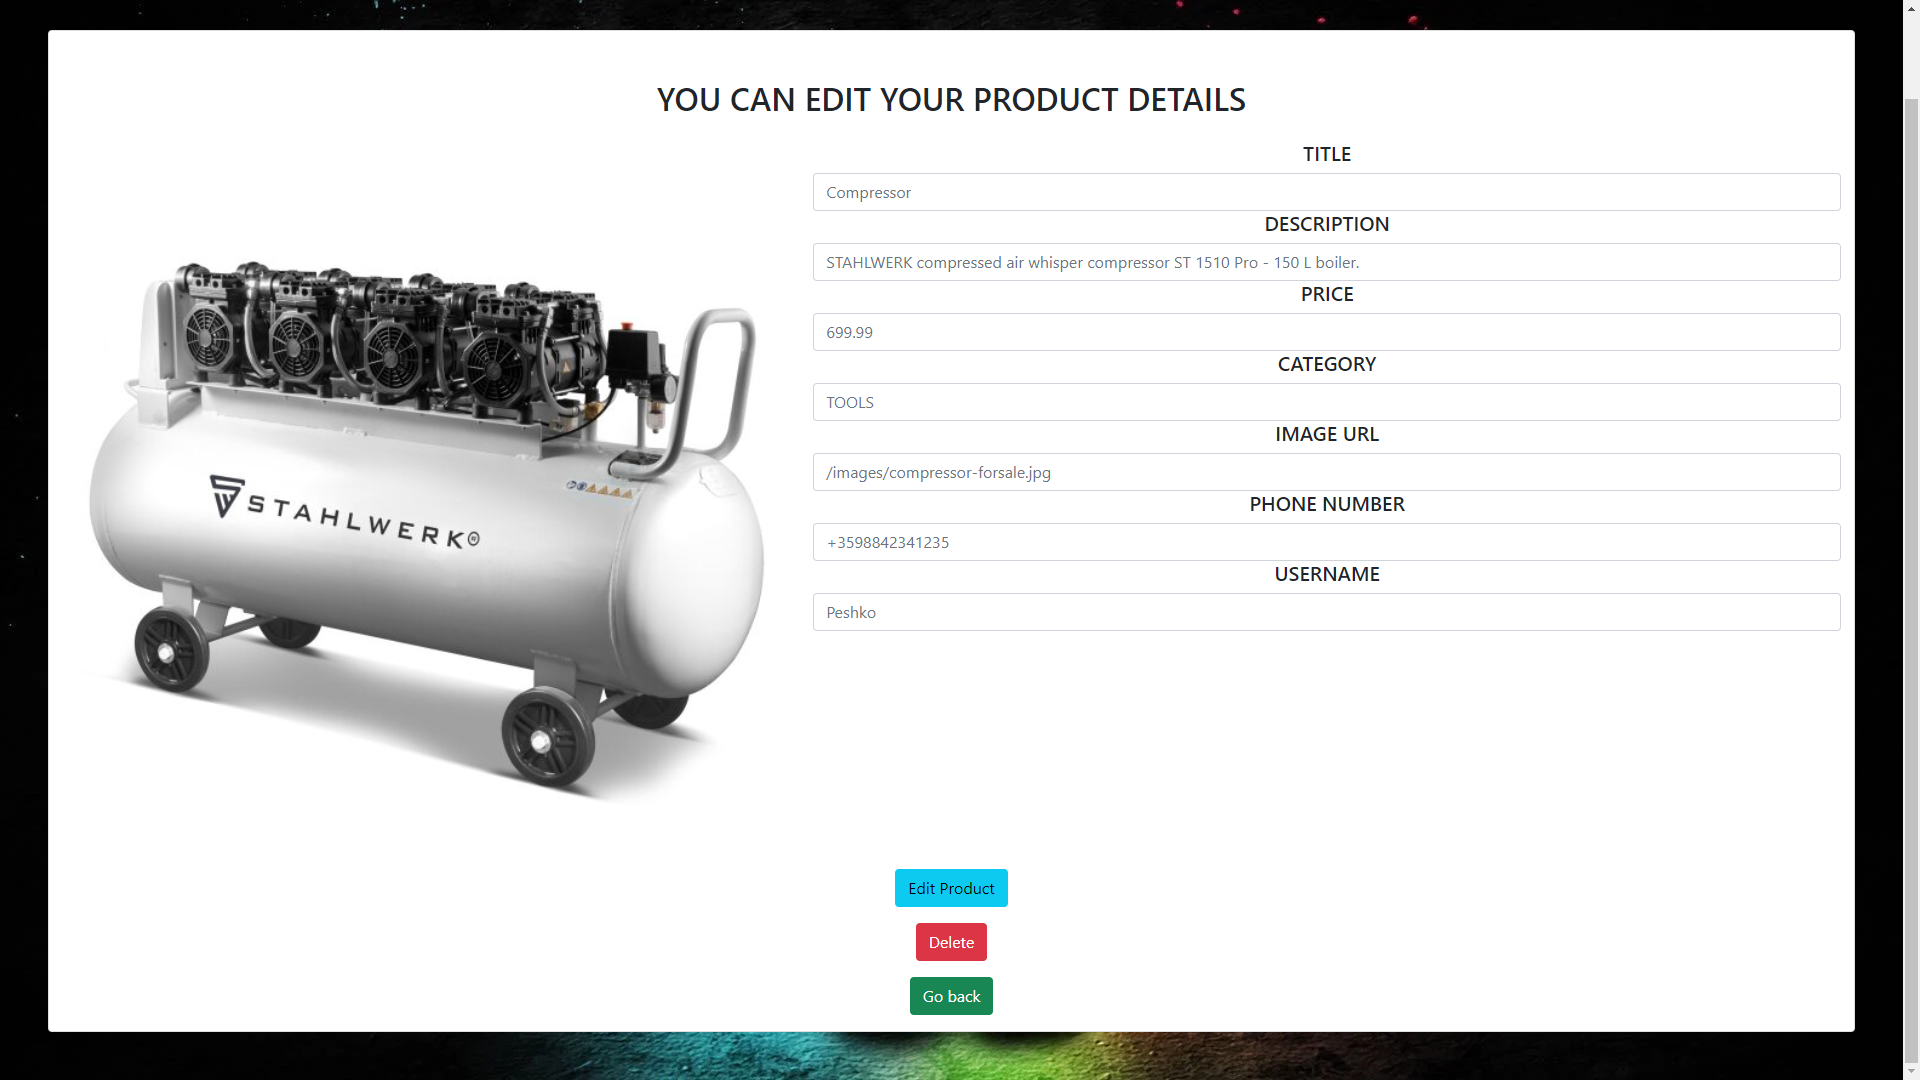 YOU CAN EDIT YOUR PRODUCT DETAILS
TITLE
Compressor
DESCRIPTION
STAHLWERK compressed air whisper compressor ST 1510 Pro - 150 L boiler.
PRICE
699.99
CATEGORY
TOOLS
IMAGE URL
/images/compressor-forsale.jpg
PHONE NUMBER
+3598842341235
USERNAME
Peshko
STAHLWERK®
Edit Product
Delete
Go back